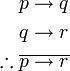 p → q
q → r
∴ p → r